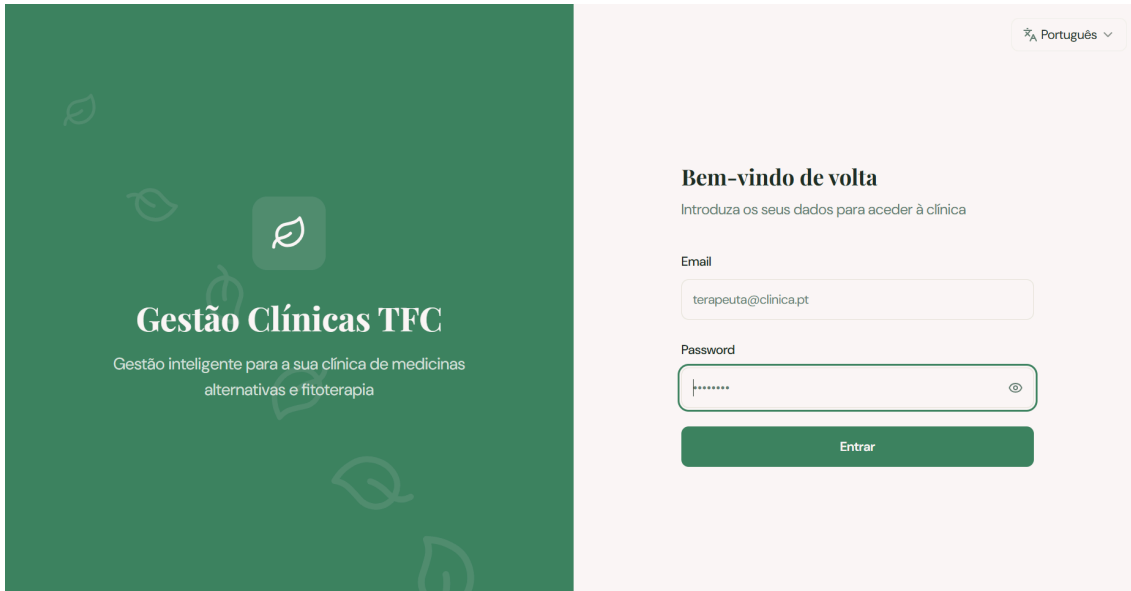 Português
Gestão Clínicas TFC
Gestão inteligente para a sua clínica de medicinas
alternativas e fitoterapia
Bem-vindo de volta
Introduza os seus dados para aceder à clínica
Email
terapeuta@clinica.pt
Password
••••••••
Entrar